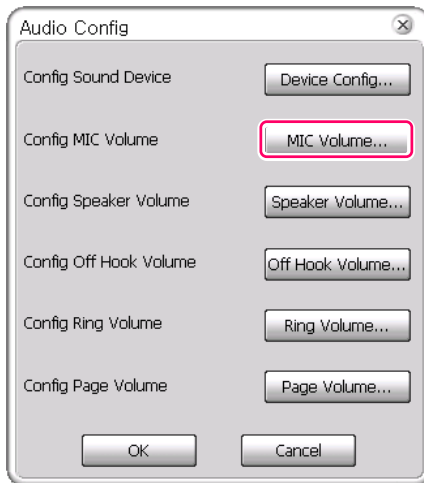 Audio Config
Config Sound Device Device Config...
Config MIC Volume MIC Volume...
Config Speaker Volume Speaker Volume...
Config Off Hook Volume Off Hook Volume...
Config Ring Volume Ring Volume...
Config Page Volume Page Volume...
OK Cancel